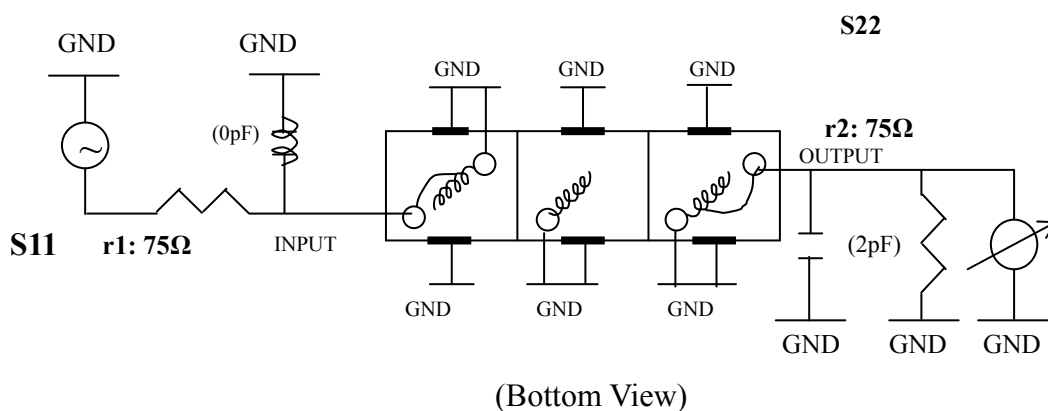 S22
GND
GND
GND
GND
GND
(0pF)
r2: 75Ω
OUTPUT
S11
r1: 75Ω
INPUT
(2pF)
GND
GND
GND
GND
GND
GND
(Bottom View)